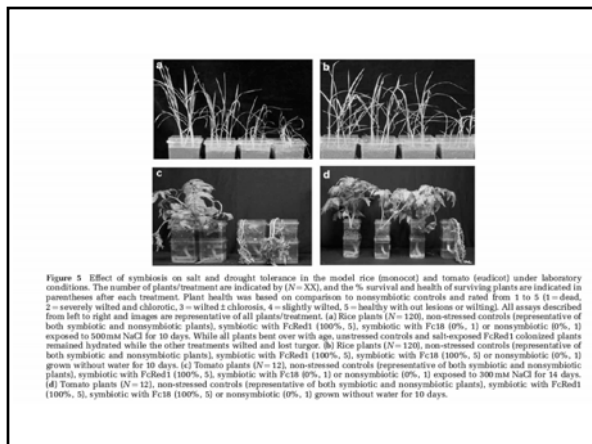 a
b
c
d
Figure 5 Effect of symbiosis on salt and drought tolerance in the model rice (monocot) and tomato (eudicot) under laboratory
conditions. The number of plants/treatment are indicated by (N = XX), and the % survival and health of surviving plants are indicated in
parentheses after each treatment. Plant health was based on comparison to nonsymbiotic controls and rated from 1 to 5 (1 = dead,
2 = severely wilted and chlorotic, 3 = wilted ± chlorosis, 4 = slightly wilted, 5 = healthy with out lesions or wilting). All assays described
from left to right and images are representative of all plants/treatment. (a) Rice plants (N = 120), non-stressed controls (representative of
both symbiotic and nonsymbiotic plants), symbiotic with FcRed1 (100%, 5), symbiotic with Fc18 (0%, 1) or nonsymbiotic (0%, 1)
exposed to 500 mM NaCl for 10 days. While all plants bent over with age, unstressed controls and salt-exposed FcRed1 colonized plants
remained hydrated while the other treatments wilted and lost turgor. (b) Rice plants (N = 120), non-stressed controls (representative of
both symbiotic and nonsymbiotic plants), symbiotic with FcRed1 (100%, 5), symbiotic with Fc18 (100%, 5) or nonsymbiotic (0%, 1)
grown without water for 10 days. (c) Tomato plants (N = 12), non-stressed controls (representative of both symbiotic and nonsymbiotic
plants), symbiotic with FcRed1 (100%, 5), symbiotic with Fc18 (0%, 1) or nonsymbiotic (0%, 1) exposed to 300 mM NaCl for 14 days.
(d) Tomato plants (N = 12), non-stressed controls (representative of both symbiotic and nonsymbiotic plants), symbiotic with FcRed1
(100%, 5), symbiotic with Fc18 (100%, 5) or nonsymbiotic (0%, 1) grown without water for 10 days.